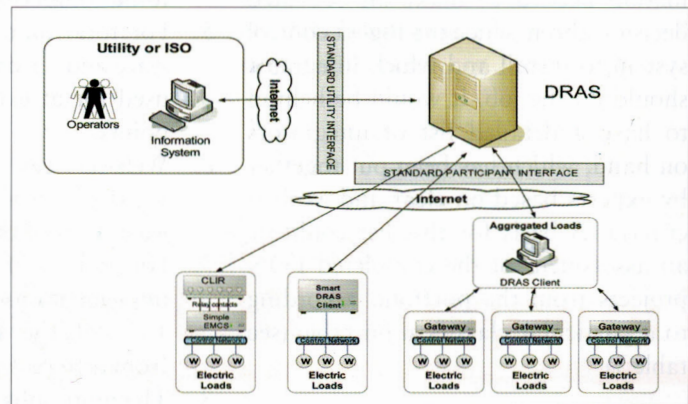 Utility or ISO
Operators
Information
System
Internet
STANDARD UTILITY INTERFACE
DRAS
STANDARD PARTICIPANT INTERFACE
Internet
Aggregated Loads
DRAS Client
CLIR
Relay contacts
Simple
EMCS
Control Network
W W W
Electric
Loads
Smart
DRAS
Client
Control Network
W W W
Electric
Loads
Gateway
Control Network
W W W
Electric
Loads
Gateway
Control Network
W W W
Electric
Loads
Gateway
Control Network
W W W
Electric
Loads